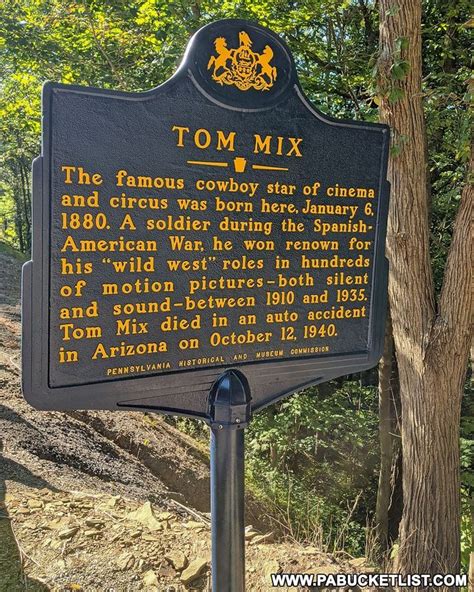 TOM MIX
The famous cowboy star of cinema
and circus was born here, January 6,
1880. A soldier during the Spanish-
American War, he won renown for
his "wild west" roles in hundreds
of motion pictures-both silent
and sound-between 1910 and 1935.
Tom Mix died in an auto accident
in Arizona on October 12, 1940.
PENNSYLVANIA HISTORICAL AND MUSEUM COMMISSION
WWW.PABUCKETLIST.COM